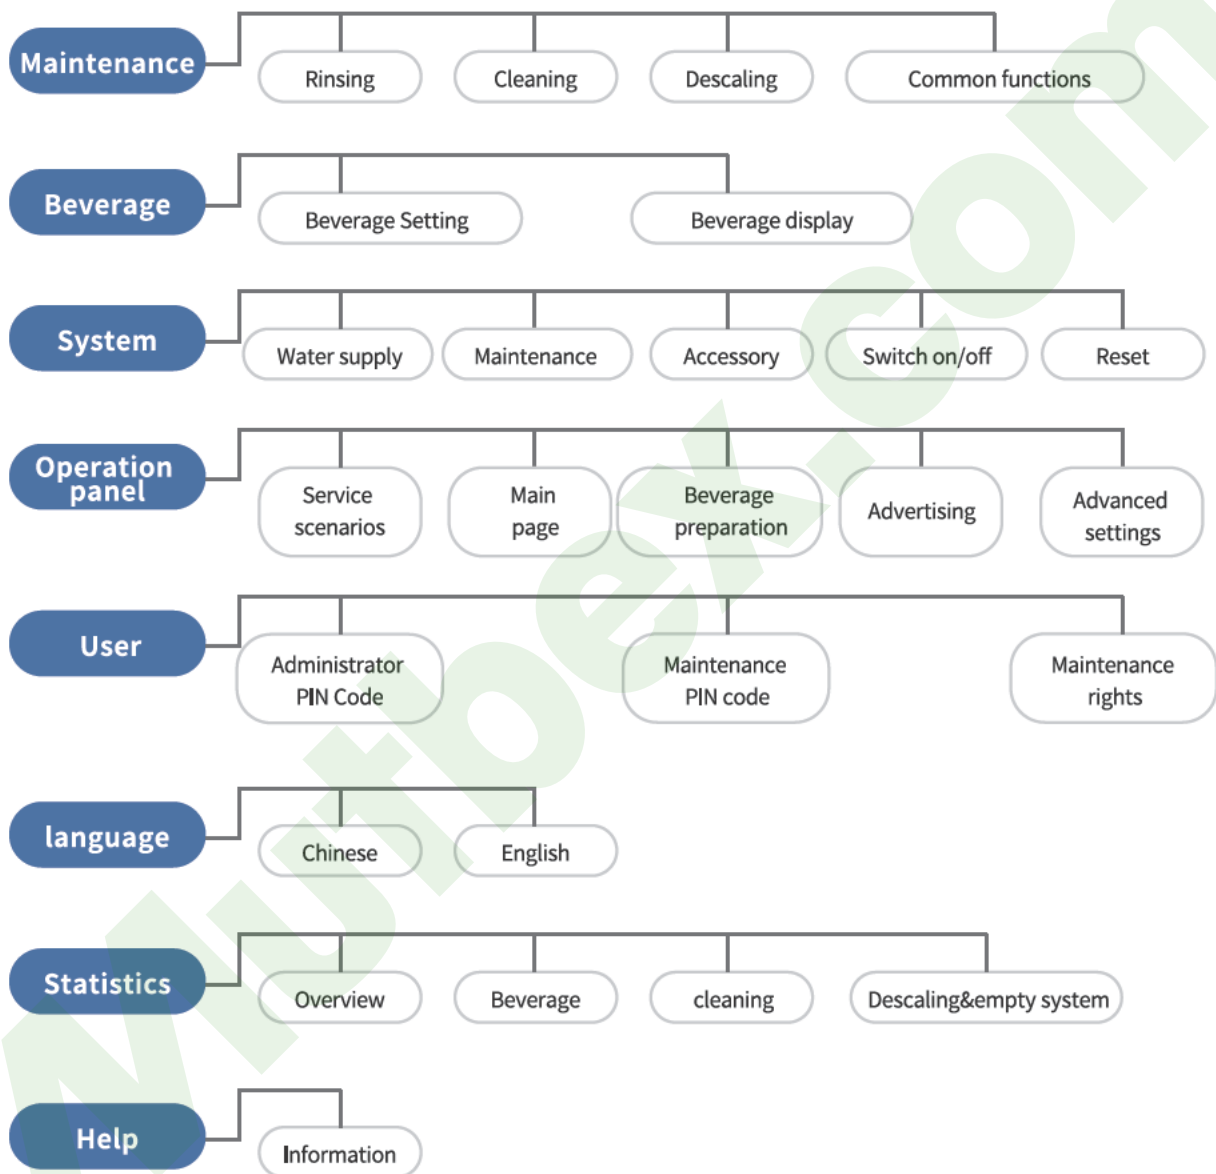 Maintenance
Rinsing
Cleaning
Descaling
Common functions
Beverage
Beverage Setting
Beverage display
System
Water supply
Maintenance
Accessory
Switch on/off
Reset
Operation
panel
Service
scenarios
Main
page
Beverage
preparation
Advertising
Advanced
settings
User
Administrator
PIN Code
Maintenance
PIN code
Maintenance
rights
language
Chinese
English
Statistics
Overview
Beverage
cleaning
Descaling&empty system
Help
Information
Mutbex.com